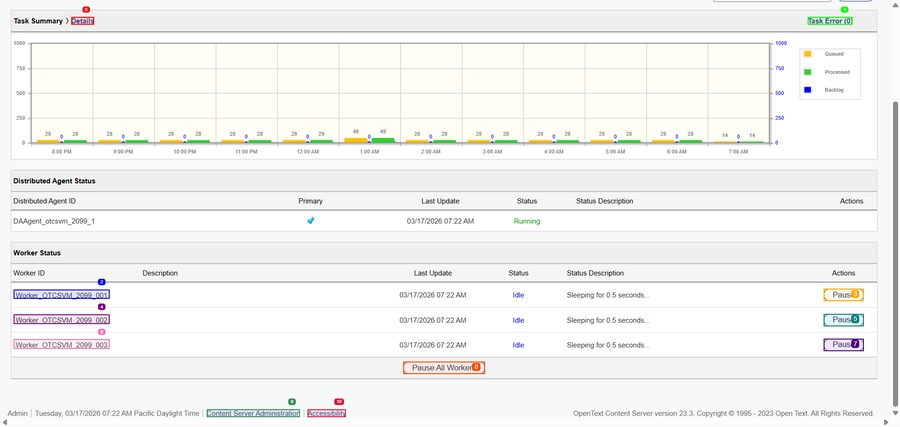 Task Summary 〉 Details
Task Error (0)
0
1
1000
750
500
250
0
1000
750
500
250
0
28 0 28 28 0 28 28 0 28 28 0 28 29 0 29 49 0 49 28 0 28 28 0 28 28 0 28 28 0 28 28 0 28 14 0 14
8:00 PM 9:00 PM 10:00 PM 11:00 PM 12:00 AM 1:00 AM 2:00 AM 3:00 AM 4:00 AM 5:00 AM 6:00 AM 7:00 AM
Queued
Processed
Backlog
Distributed Agent Status
Distributed Agent ID Primary Last Update Status Status Description Actions
DAAgent_otcsvm_2099_1 03/17/2026 07:22 AM Running
Worker Status
Worker ID Description Last Update Status Status Description Actions
2
Worker_OTCSVM_2099_001 03/17/2026 07:22 AM Idle Sleeping for 0.5 seconds... Paus 3
4
Worker_OTCSVM_2099_002 03/17/2026 07:22 AM Idle Sleeping for 0.5 seconds... Paus 5
6
Worker_OTCSVM_2099_003 03/17/2026 07:22 AM Idle Sleeping for 0.5 seconds... Paus 7
Pause All Worker 8
9 10
Admin | Tuesday, 03/17/2026 07:22 AM Pacific Daylight Time | Content Server Administration | Accessibility OpenText Content Server version 23.3. Copyright © 1995 - 2023 Open Text. All Rights Reserved.